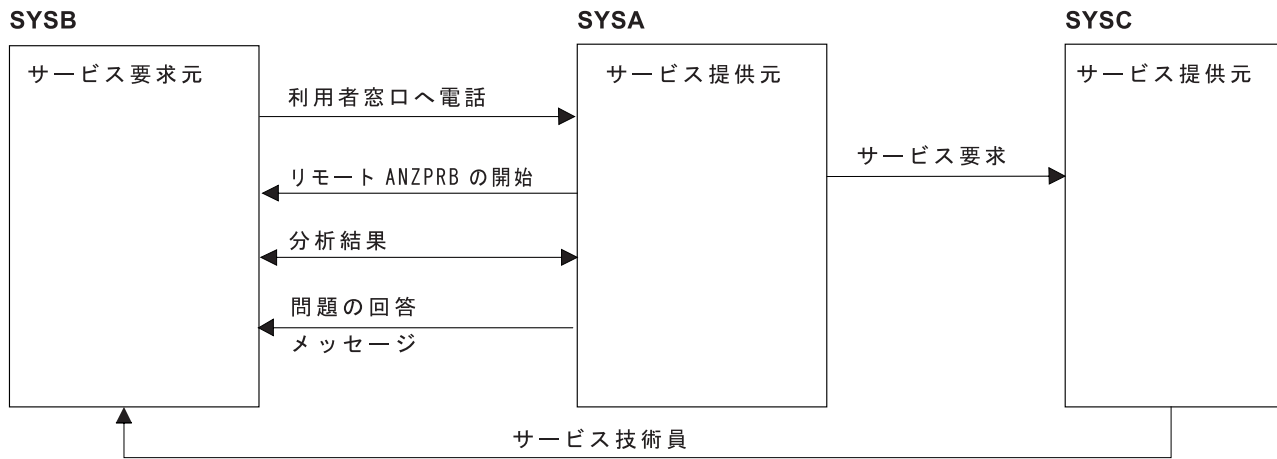 SYSB
SYSA
SYSC
サービス要求元
サービス提供元
サービス提供元
利用者窓口へ電話
サービス要求
リモート ANZPRB の開始
分析結果
問題の回答
メッセージ
サービス技術員